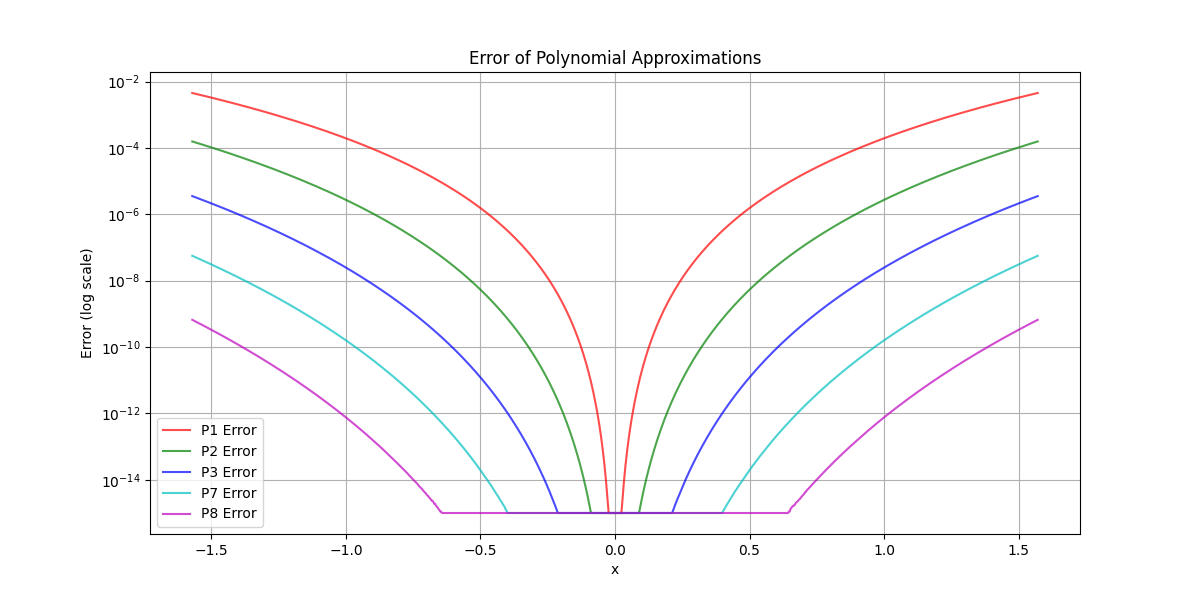 Error of Polynomial Approximations
Error (log scale)
10⁻²
10⁻⁴
10⁻⁶
10⁻⁸
10⁻¹⁰
10⁻¹²
10⁻¹⁴
P1 Error
P2 Error
P3 Error
P7 Error
P8 Error
−1.5 −1.0 −0.5 0.0 0.5 1.0 1.5
x